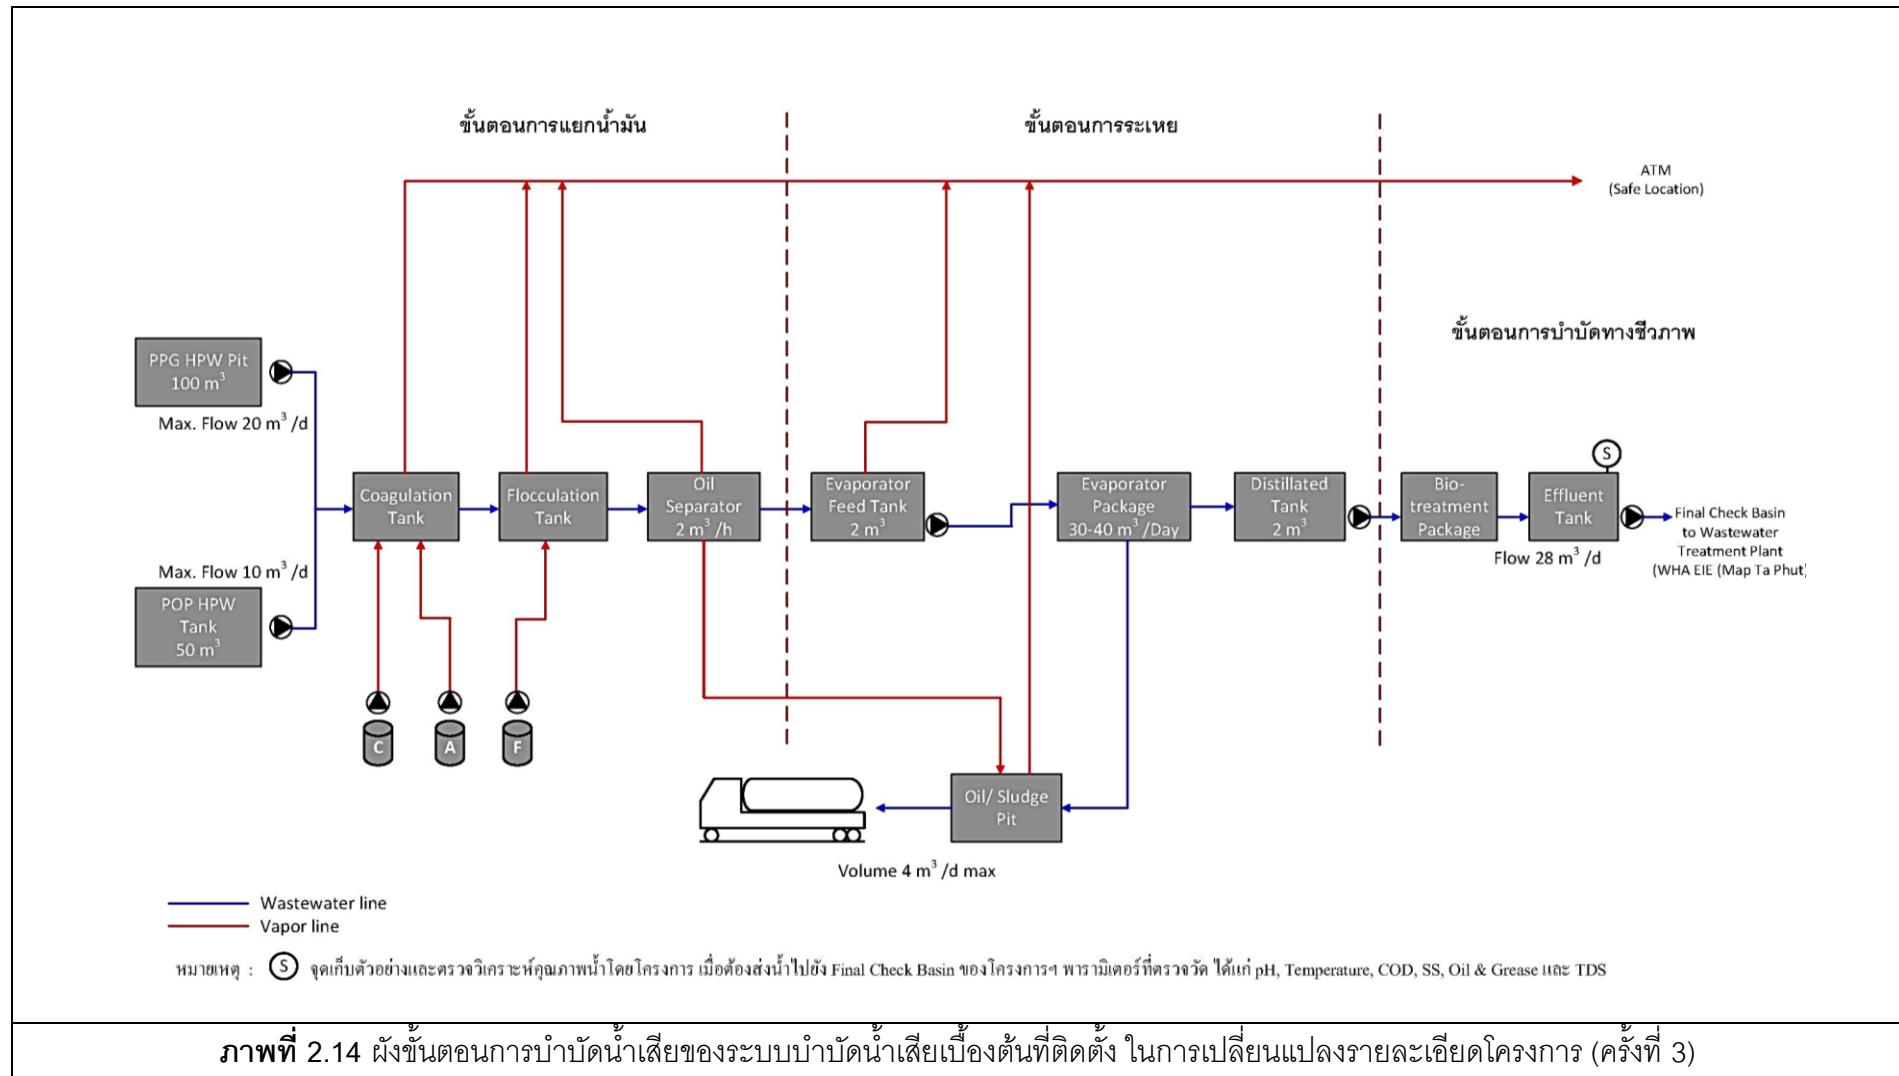 ขั้นตอนการแยกน้ำมัน
ขั้นตอนการระเหย
ATM
(Safe Location)
ขั้นตอนการบำบัดทางชีวภาพ
PPG HPW Pit
100 m³
Max. Flow 20 m³ /d
Max. Flow 10 m³ /d
POP HPW
Tank
50 m³
Coagulation
Tank
Flocculation
Tank
Oil
Separator
2 m³ /h
Evaporator
Feed Tank
2 m³
Evaporator
Package
30-40 m³ /Day
Distillated
Tank
2 m³
Bio-
treatment
Package
S
Effluent
Tank
Flow 28 m³ /d
Final Check Basin
to Wastewater
Treatment Plant
(WHA EIE (Map Ta Phut)
C
A
F
Oil/ Sludge
Pit
Volume 4 m³ /d max
Wastewater line
Vapor line
หมายเหตุ : S จุดเก็บตัวอย่างและตรวจวิเคราะห์คุณภาพน้ำโดยโครงการ เมื่อต้องส่งน้ำไปยัง Final Check Basin ของโครงการฯ พารามิเตอร์ที่ตรวจวัด ได้แก่ pH, Temperature, COD, SS, Oil & Grease และ TDS
ภาพที่ 2.14 ผังขั้นตอนการบำบัดน้ำเสียของระบบบำบัดน้ำเสียเบื้องต้นที่ติดตั้ง ในการเปลี่ยนแปลงรายละเอียดโครงการ (ครั้งที่ 3)